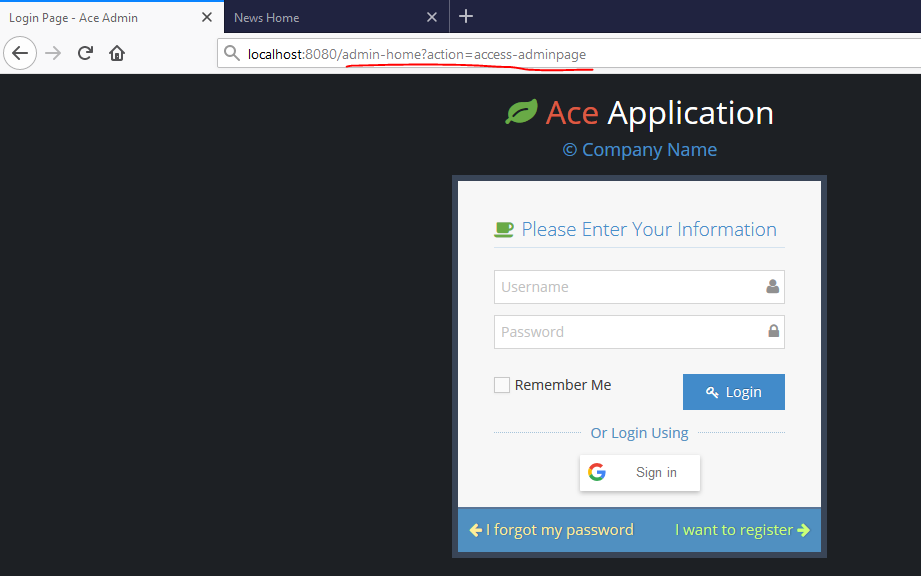 Login Page - Ace Admin
News Home
localhost:8080/admin-home?action=access-adminpage
Ace Application
© Company Name
Please Enter Your Information
Username
Password
Remember Me
Login
Or Login Using
Sign in
I forgot my password
I want to register